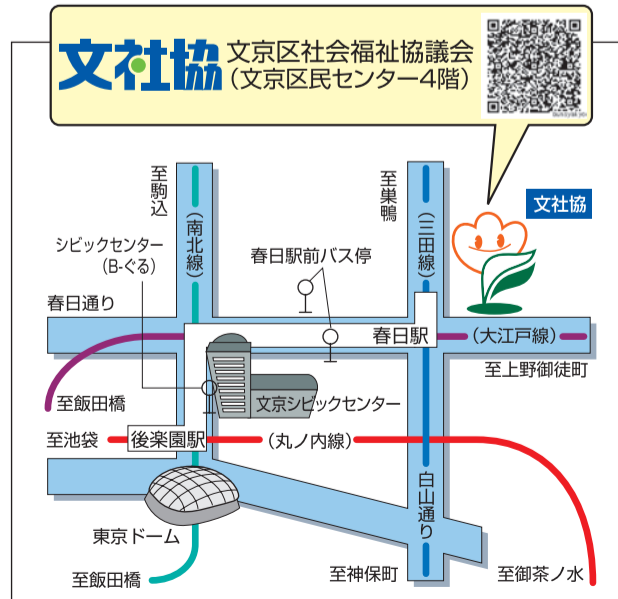 文社協
文京区社会福祉協議会
（文京区民センター4階）
至駒込
至巣鴨
文社協
（南北線）
（三田線）
シビックセンター
（B-ぐる）
春日駅前バス停
春日通り
春日駅
（大江戸線）
至上野御徒町
至飯田橋
文京シビックセンター
至池袋
後楽園駅
（丸ノ内線）
白山通り
東京ドーム
至飯田橋
至神保町
至御茶ノ水